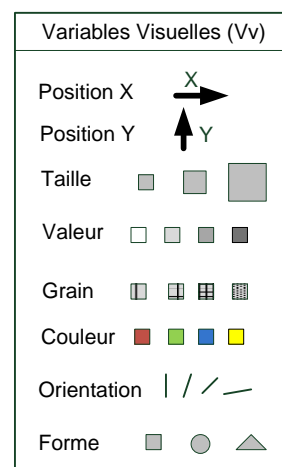 Variables Visuelles (Vv)
Position X X
Position Y Y
Taille
Valeur
Grain
Couleur
Orientation
Forme